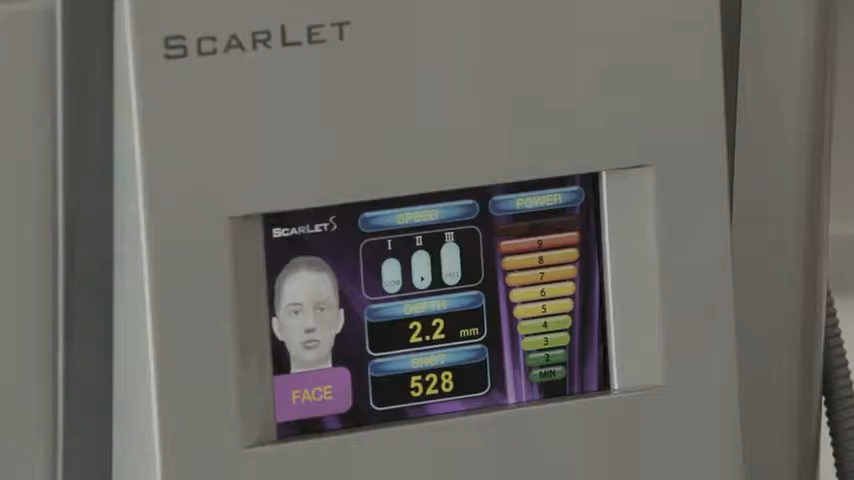 SCARLET
SCARLET S
SPEED
I II III
SLOW
DEPTH
2.2 mm
SHOT
528
FACE
POWER
9
8
7
6
5
4
3
2
MIN